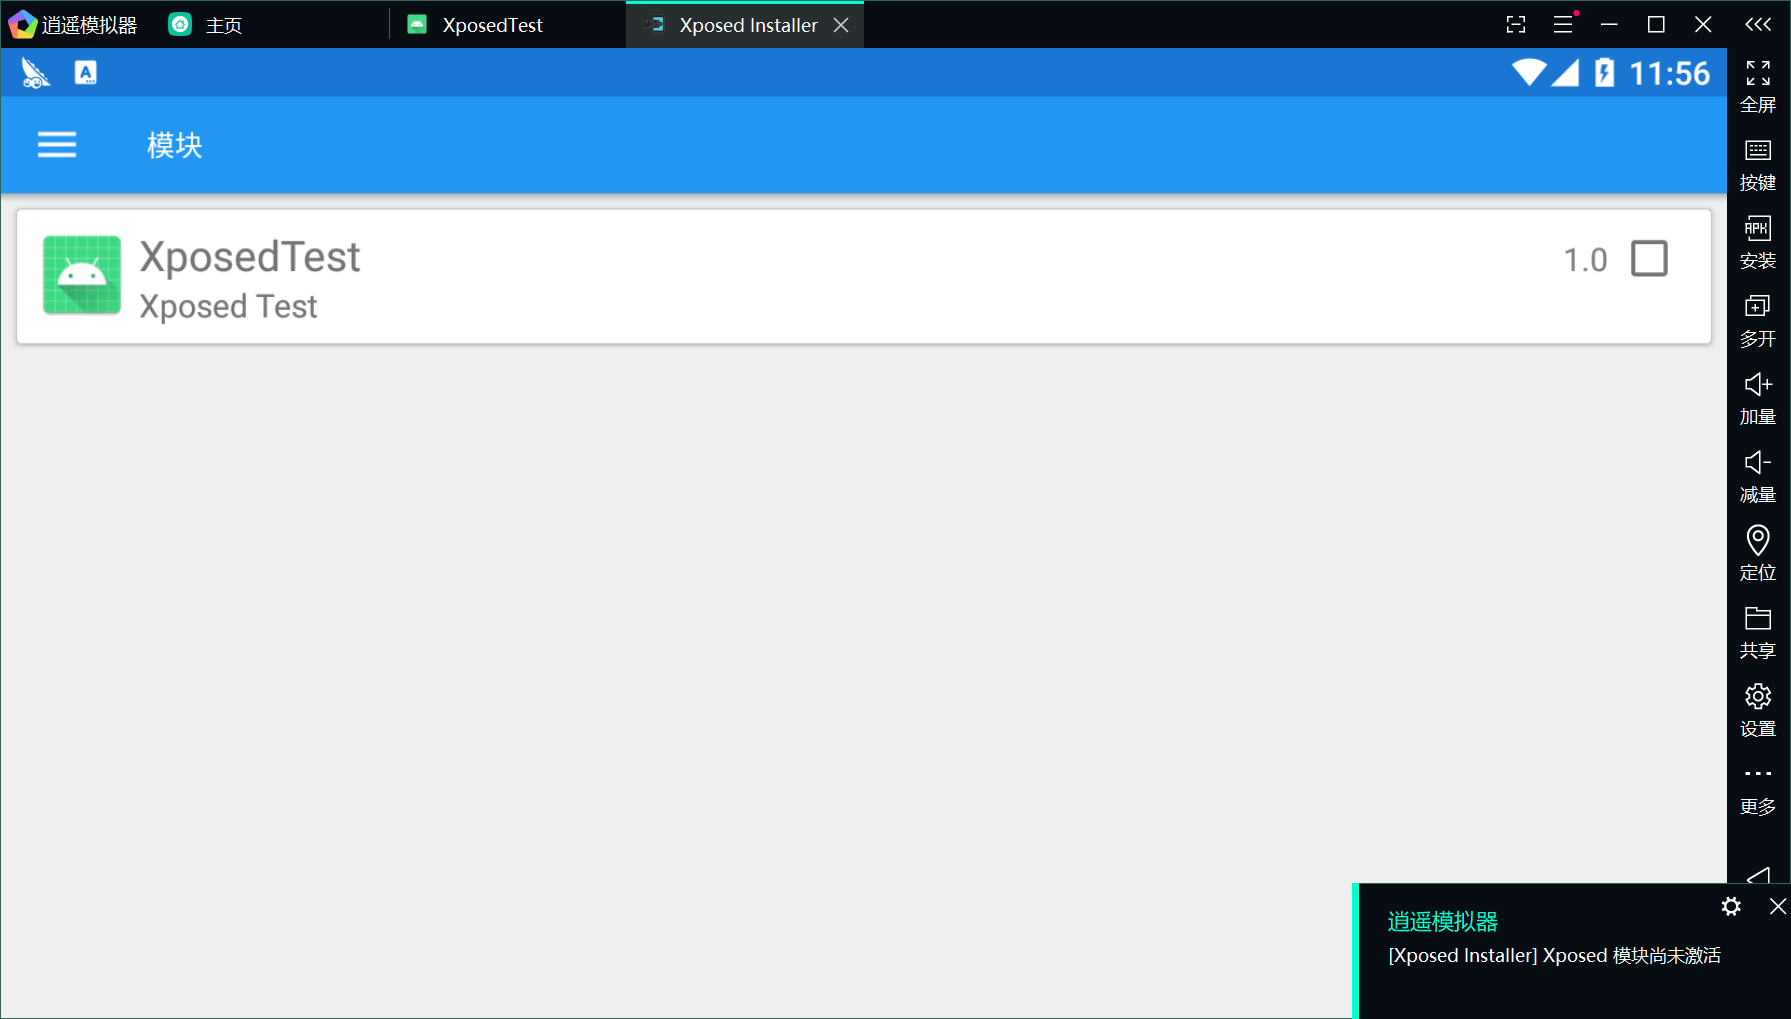 逍遥模拟器
主页
XposedTest
Xposed Installer
11:56
模块
XposedTest
Xposed Test
1.0
全屏
按键
APK
安装
多开
加量
减量
定位
共享
设置
更多
逍遥模拟器
[Xposed Installer] Xposed 模块尚未激活